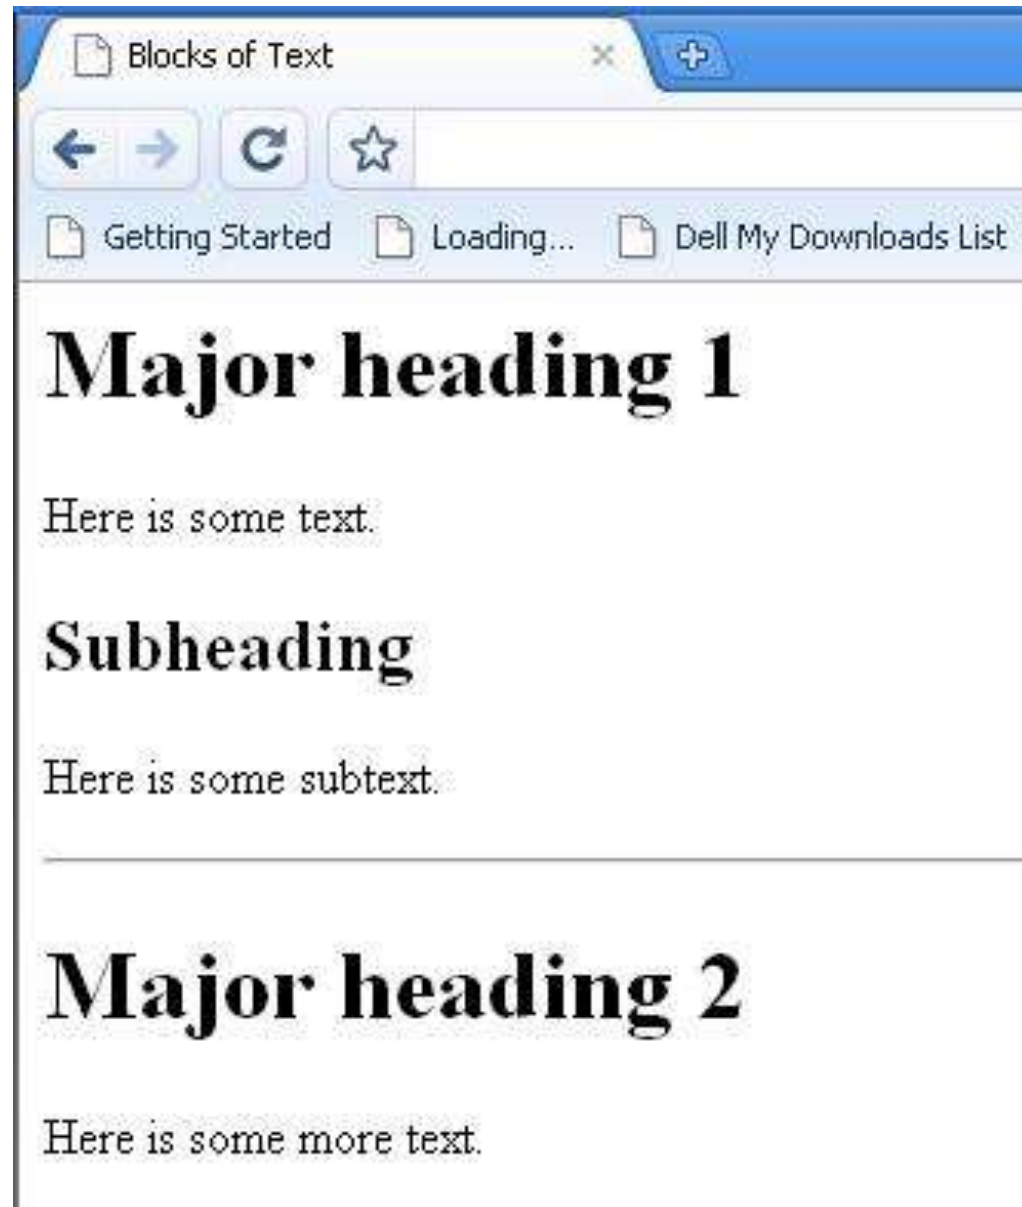 Blocks of Text
Getting Started Loading... Dell My Downloads List
Major heading 1
Here is some text.
Subheading
Here is some subtext.
Major heading 2
Here is some more text.